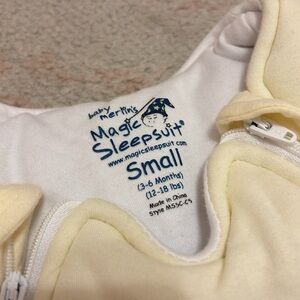 baby
merlin's
Magic
Sleepsuit
www.magicsleepsuit.com
Small
(3-6 Months)
(12-18 lbs)
Made in China
Style MSSC-CS